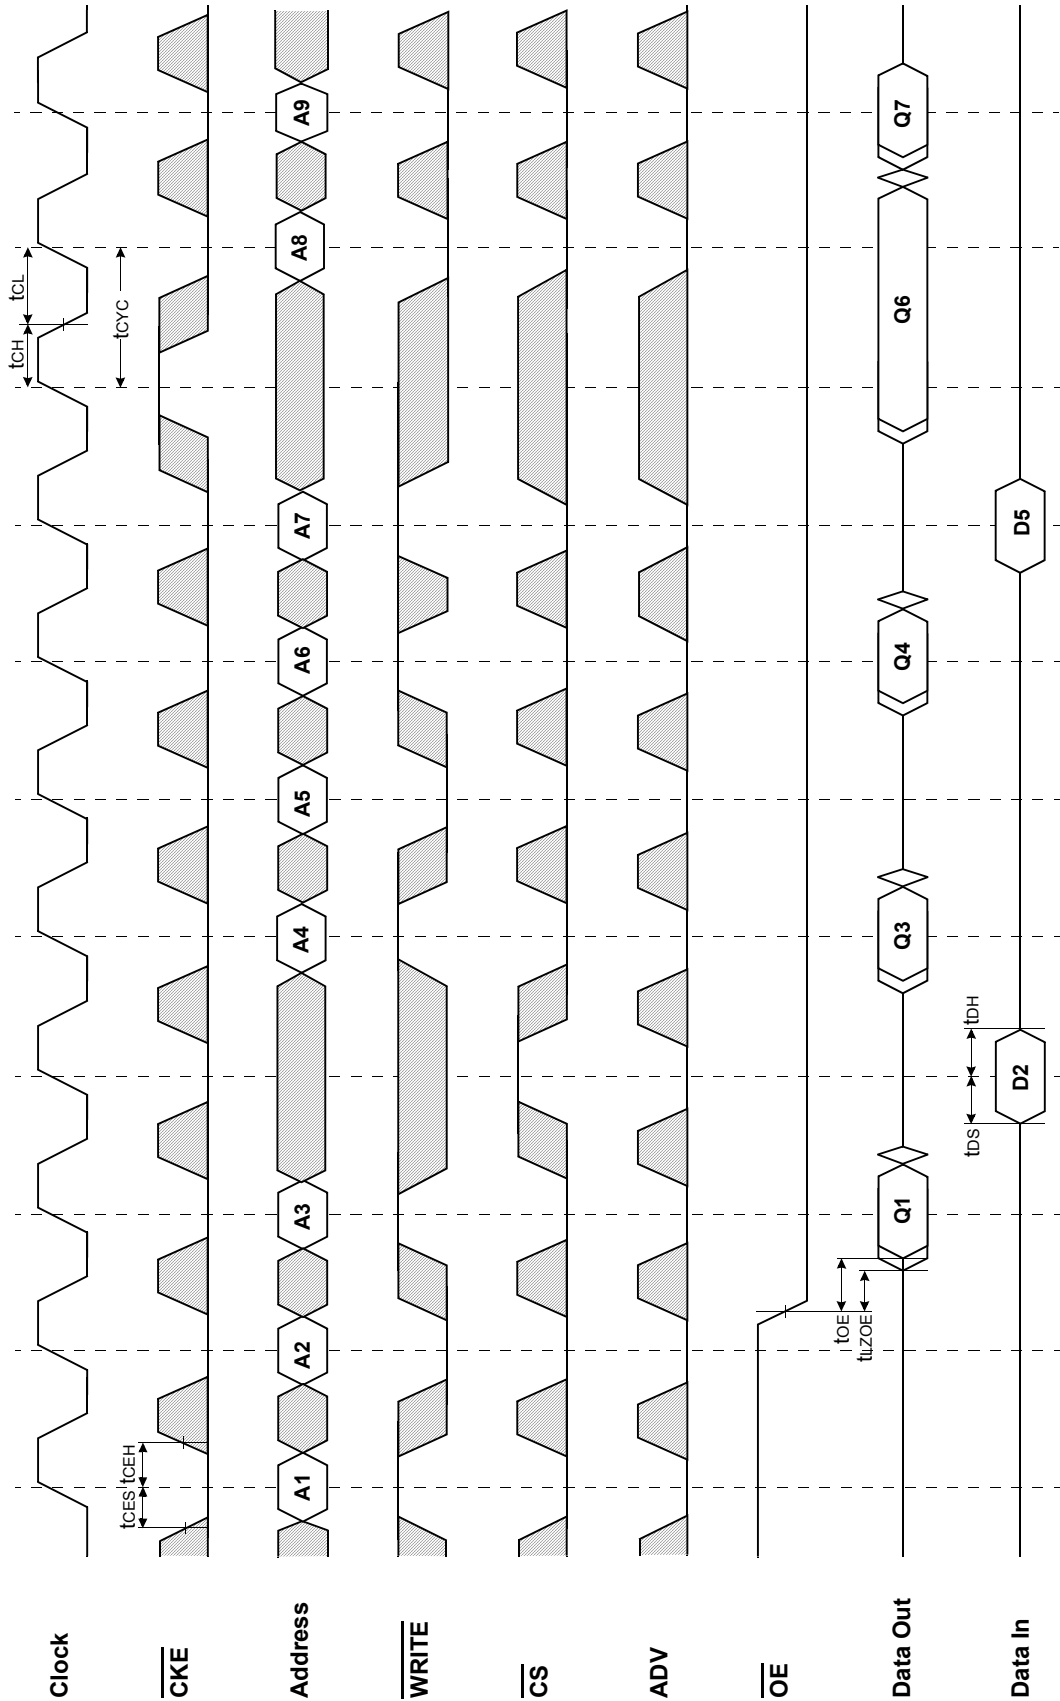 Clock
tCH
tCL
CKE
tCES
tCEH
tCYC
Address
A1
A2
A3
A4
A5
A6
A7
A8
A9
WRITE
CS
ADV
OE
tOE
tLZOE
Data Out
Q1
Q3
Q4
Q6
Q7
Data In
tDS
tDH
D2
D5